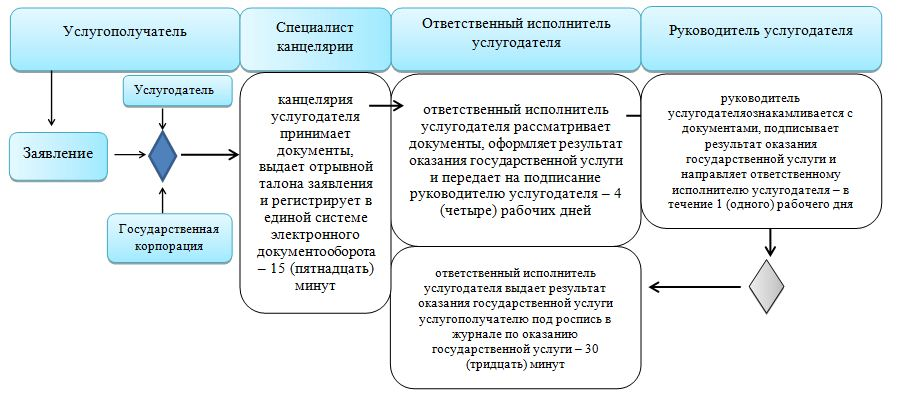 Услугополучатель
Специалист
канцелярии
Ответственный исполнитель
услугодателя
Руководитель услугодателя
Услугодатель
Заявление
Государственная
корпорация
канцелярия
услугодателя
принимает
документы,
выдает отрывной
талона заявления
и регистрирует в
единой системе
электронного
документооборота
– 15 (пятнадцать)
минут
ответственный исполнитель
услугодателя рассматривает
документы, оформляет результат
оказания государственной услуги
и передает на подписание
руководителю услугодателя – 4
(четыре) рабочих дней
руководитель
услугодателяознакамливается с
документами, подписывает
результат оказания
государственной услуги и
направляет ответственному
исполнителю услугодателя – в
течение 1 (одного) рабочего дня
ответственный исполнитель
услугодателя выдает результат
оказания государственной услуги
услугополучателю под роспись в
журнале по оказанию
государственной услуги – 30
(тридцать) минут